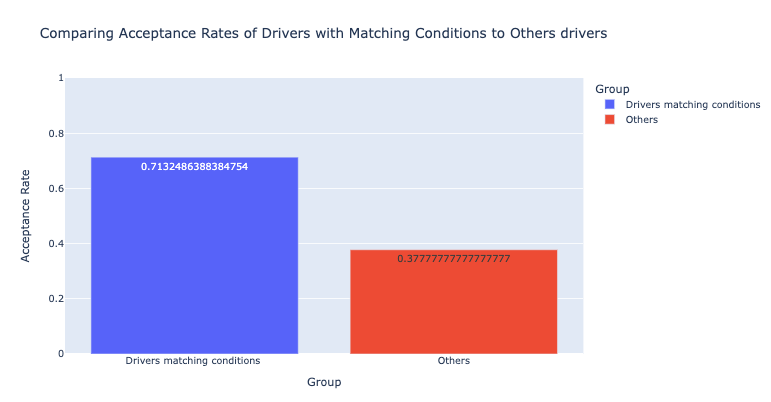 Comparing Acceptance Rates of Drivers with Matching Conditions to Others drivers
Group
Drivers matching conditions
Others
Acceptance Rate
1
0.8
0.6
0.4
0.2
0
0.7132486388384754
0.37777777777777777
Drivers matching conditions
Others
Group